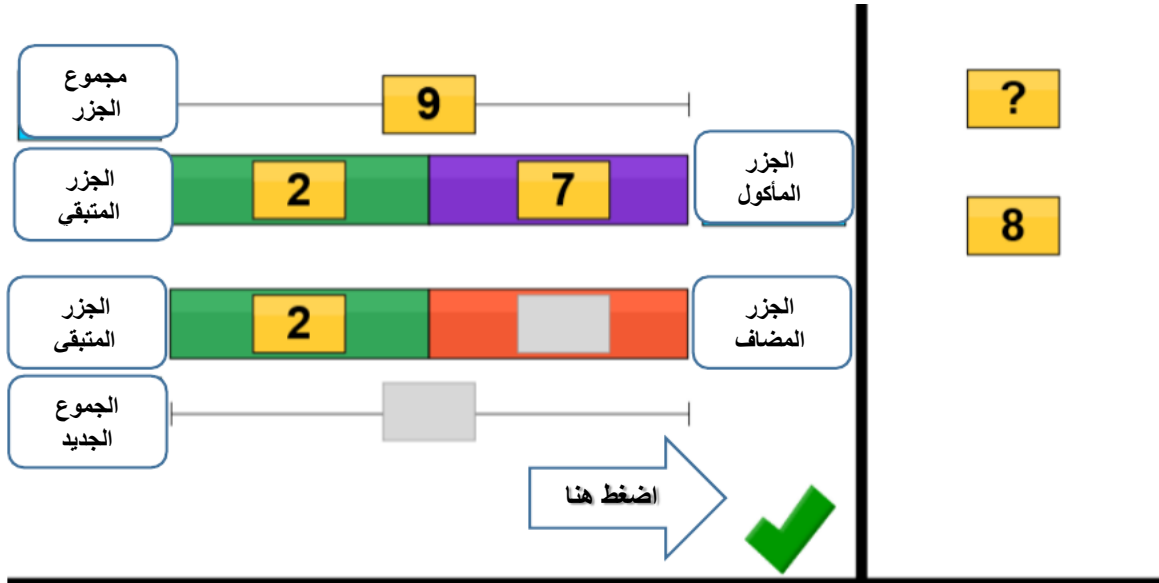 مجموع
الجزر
9
?
الجزر
المتبقي
2
7
الجزر
المأكول
8
الجزر
المتبقى
2
الجزر
المضاف
الجموع
الجديد
اضغط هنا